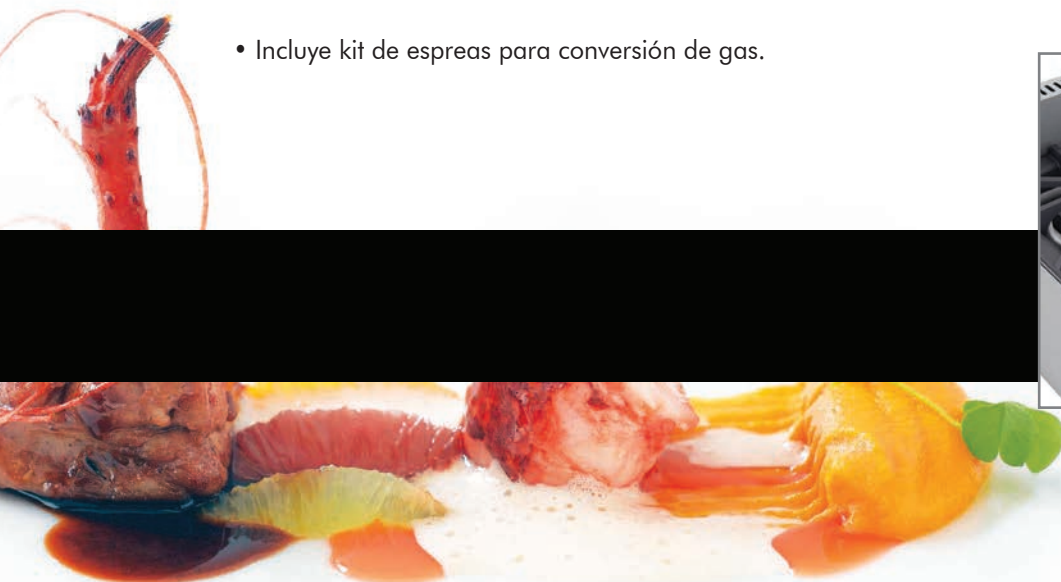 • Incluye kit de espreas para conversión de gas.